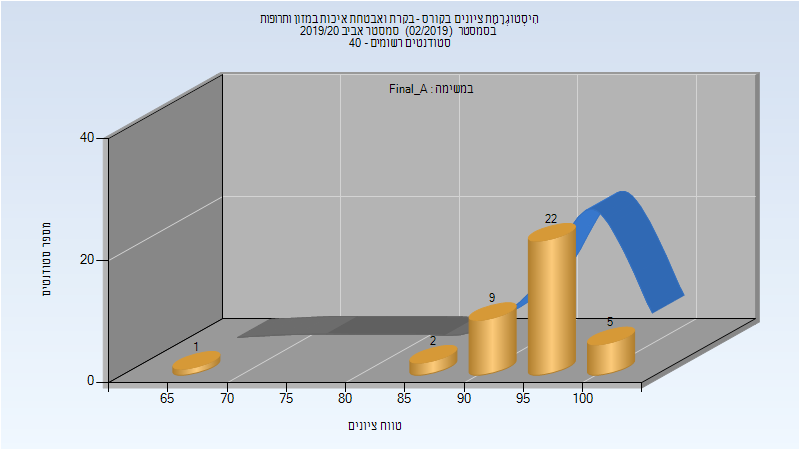 היסטוגרמת ציונים בקורס - בקרת ואבטחת איכות במזון ותרופות
בסמסטר (02/2019) סמסטר אביב 2019/20
סטודנטים רשומים - 40
במשימה : Final_A
40
20
0
מספר סטודנטים
1
2
9
22
5
65
70
75
80
85
90
95
100
טווח ציונים